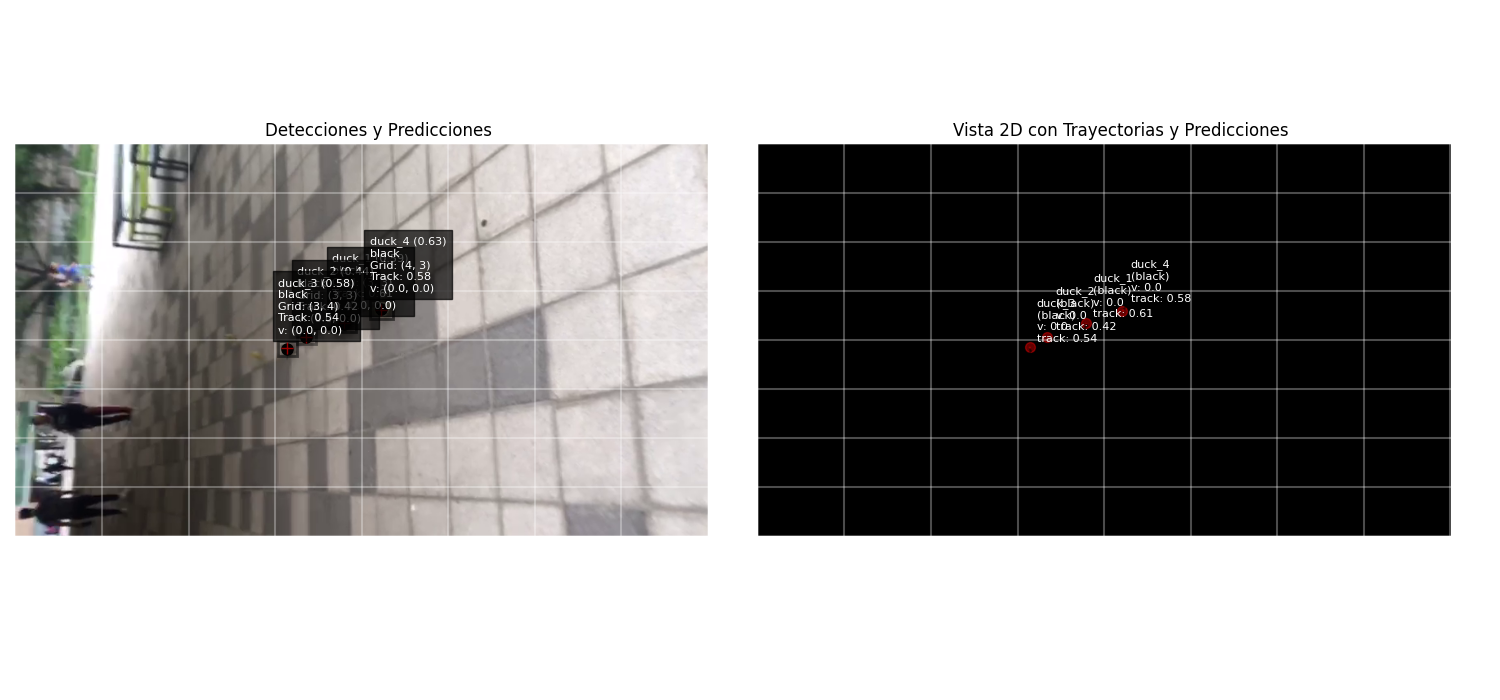 Detecciones y Predicciones
duck_4 (0.63)
black
Grid: (4, 3)
Track: 0.58
v: (0.0, 0.0)
duck_3 (0.58)
black
Grid: (3, 4)
Track: 0.54
v: (0.0, 0.0)
Vista 2D con Trayectorias y Predicciones
duck_4
(black)
v: 0.0
track: 0.58
duck_1
(black)
v: 0.0
track: 0.61
duck_2
track: 0.42
(black)
track: 0.54